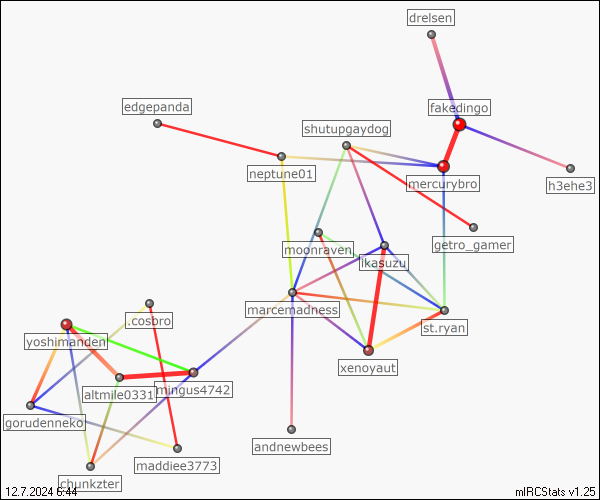 drelsen
fakedingo
edgepanda
shutupgaydog
neptune01
mercurybro
h3ehe3
getro_gamer
moonraven
ikasuzu
marcemadness
st.ryan
.cosbro
yoshimanden
xenoyaut
altmile0331
mingus4742
gorudenneko
andnewbees
maddiee3773
chunkzter
12.7.2024 6:44
mIRCStats v1.25